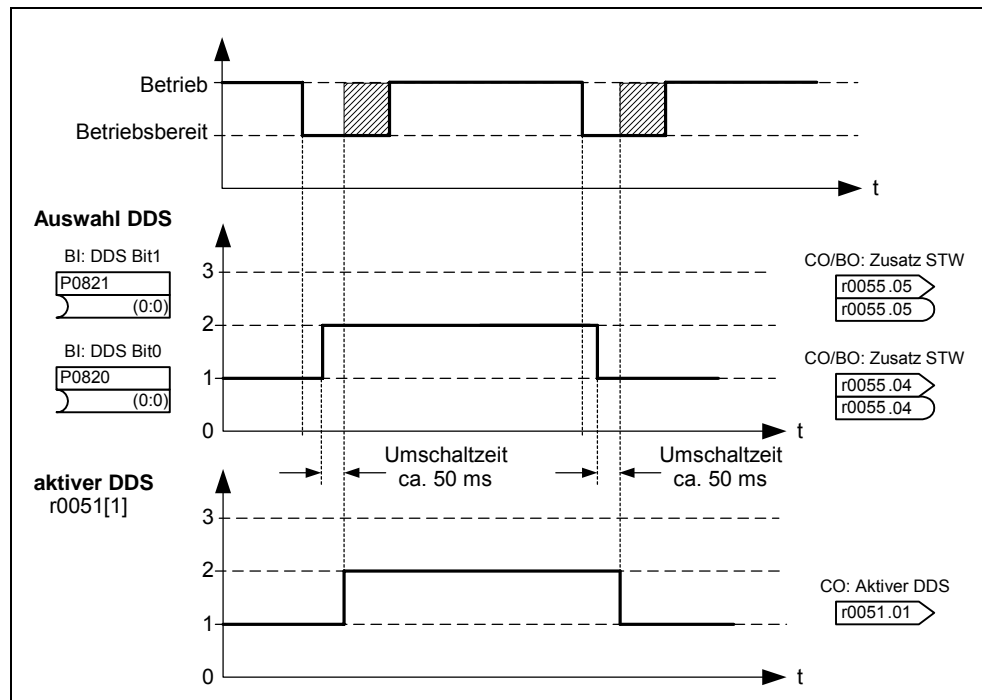 Betrieb
Betriebsbereit
t
Auswahl DDS
BI: DDS Bit1
P0821
(0:0)
BI: DDS Bit0
P0820
(0:0)
3
2
1
0
t
CO/BO: Zusatz STW
r0055.05
r0055.05
CO/BO: Zusatz STW
r0055.04
r0055.04
Umschaltzeit
ca. 50 ms
Umschaltzeit
ca. 50 ms
aktiver DDS
r0051[1]
3
2
1
0
t
CO: Aktiver DDS
r0051.01